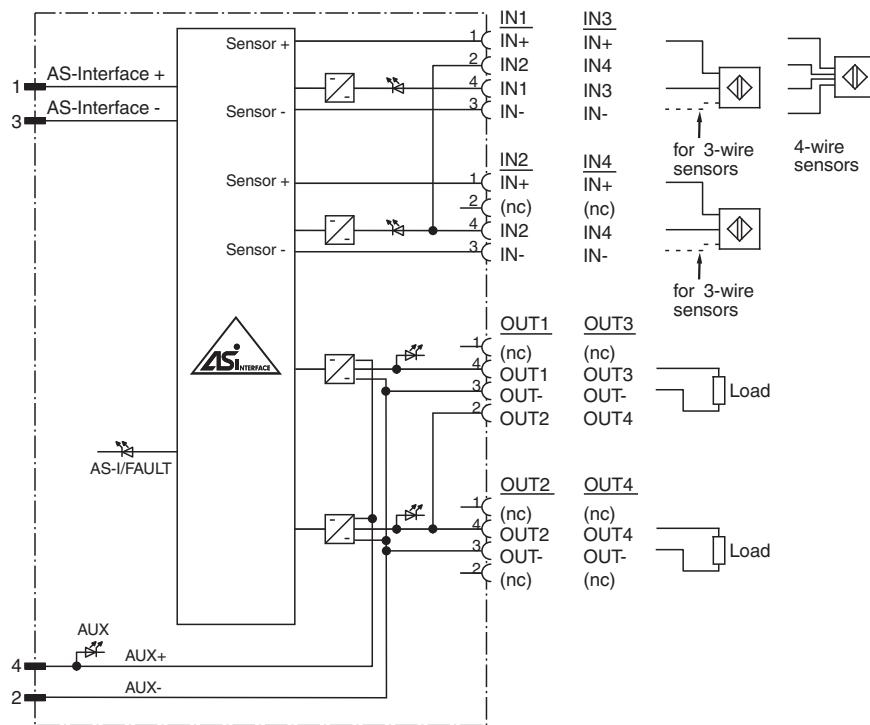 1
AS-Interface +
3
AS-Interface -
Sensor +
Sensor -
Sensor +
Sensor -
ASi INTERFACE
AS-I/FAULT
AUX
4
AUX+
2
AUX-
IN1 IN3
1 IN+ IN+
2 IN2 IN4
4 IN1 IN3
3 IN- IN-
for 3-wire
sensors
4-wire
sensors
IN2 IN4
1 IN+ IN+
2 (nc) (nc)
4 IN2 IN4
3 IN- IN-
for 3-wire
sensors
OUT1 OUT3
1 (nc) (nc)
4 OUT1 OUT3
3 OUT- OUT-
2 OUT2 OUT4
Load
OUT2 OUT4
1 (nc) (nc)
4 OUT2 OUT4
3 OUT- OUT-
2 (nc) (nc)
Load